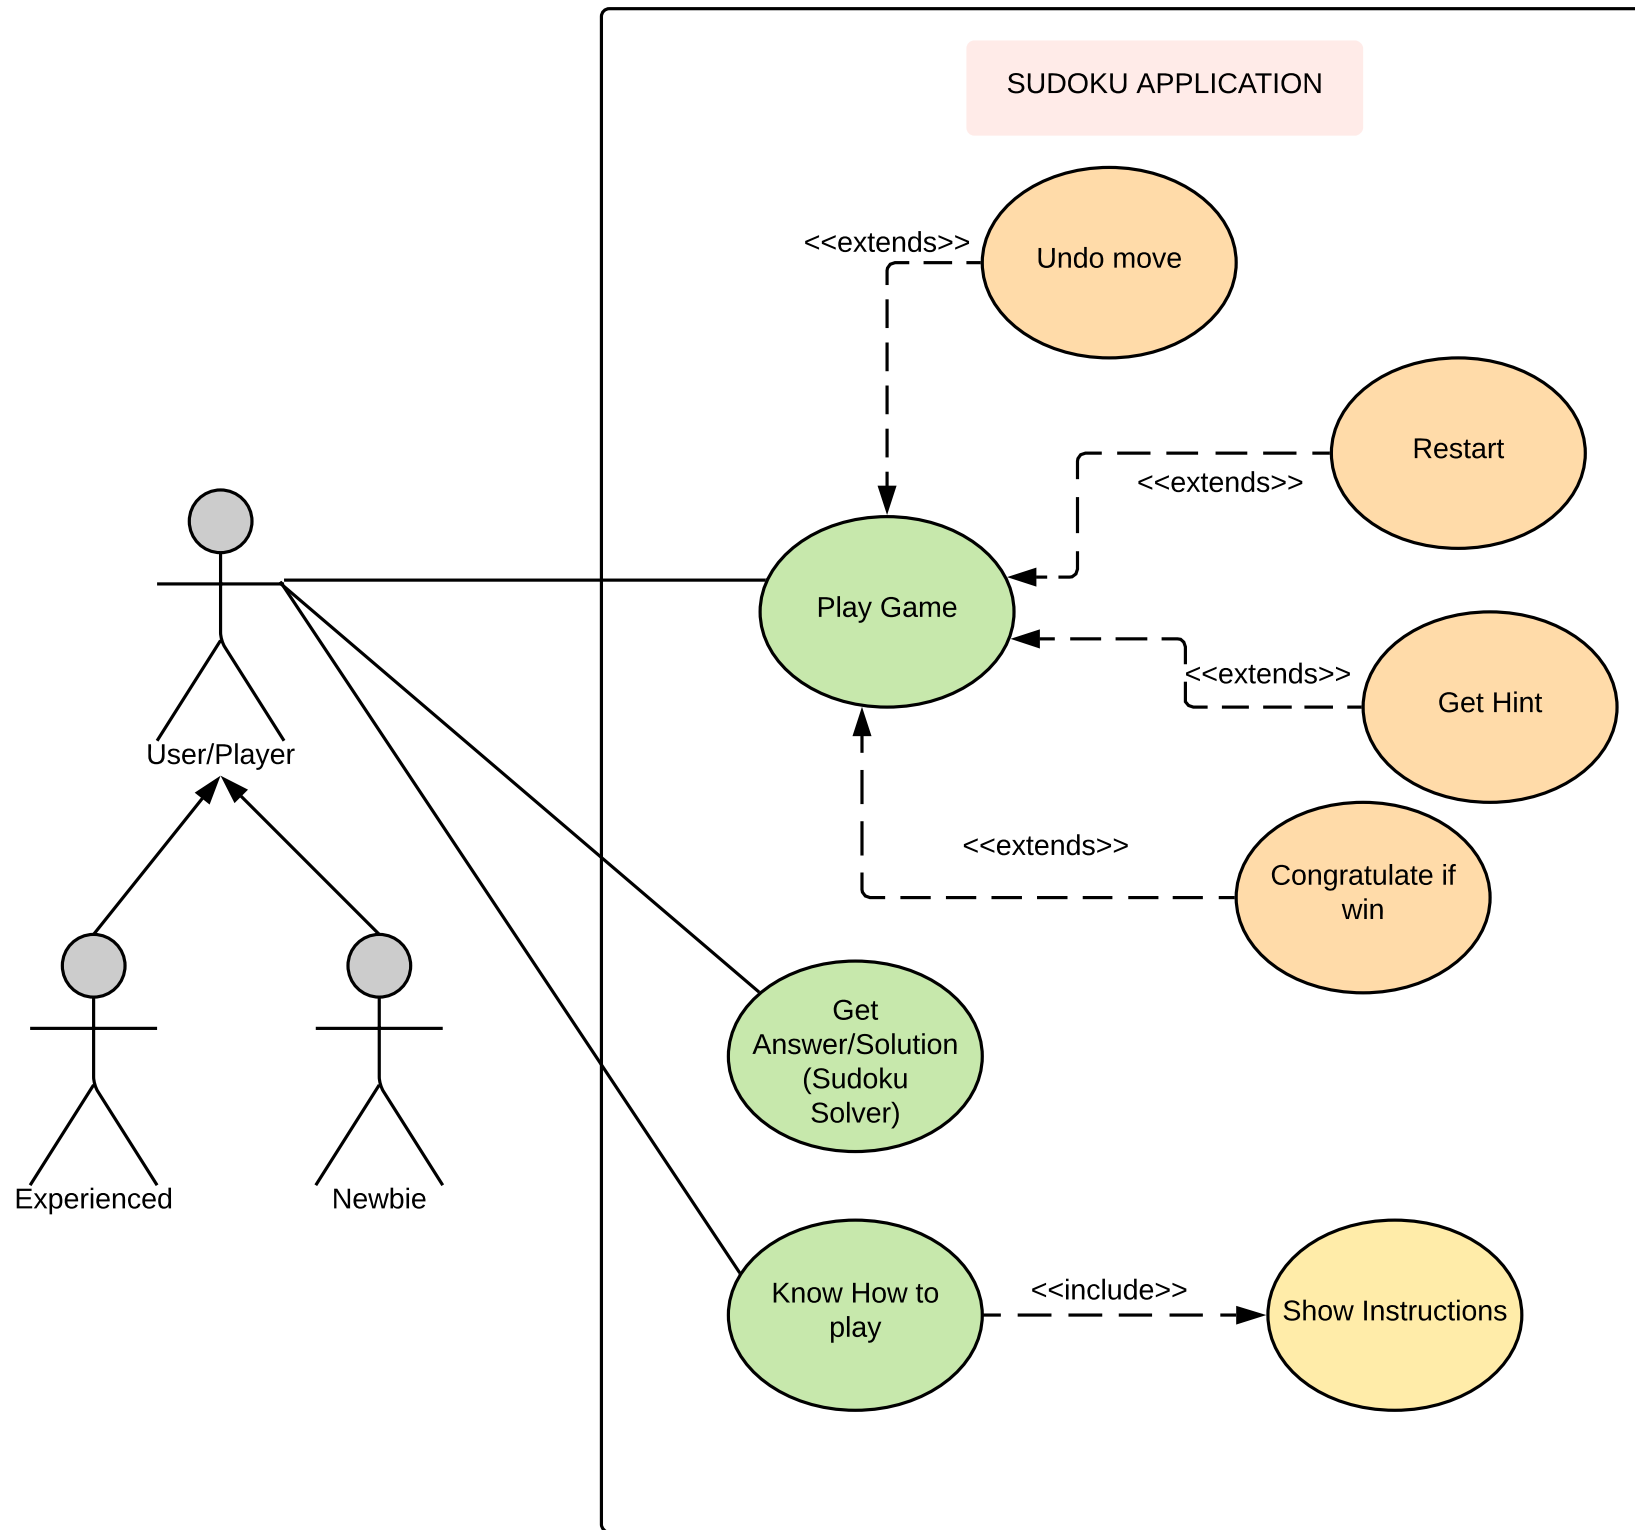 SUDOKU APPLICATION
<<extends>>
Undo move
Restart
<<extends>>
Play Game
<<extends>>
Get Hint
User/Player
<<extends>>
Congratulate if
win
Get
Answer/Solution
(Sudoku
Solver)
Experienced
Newbie
Know How to
play
<<include>>
Show Instructions